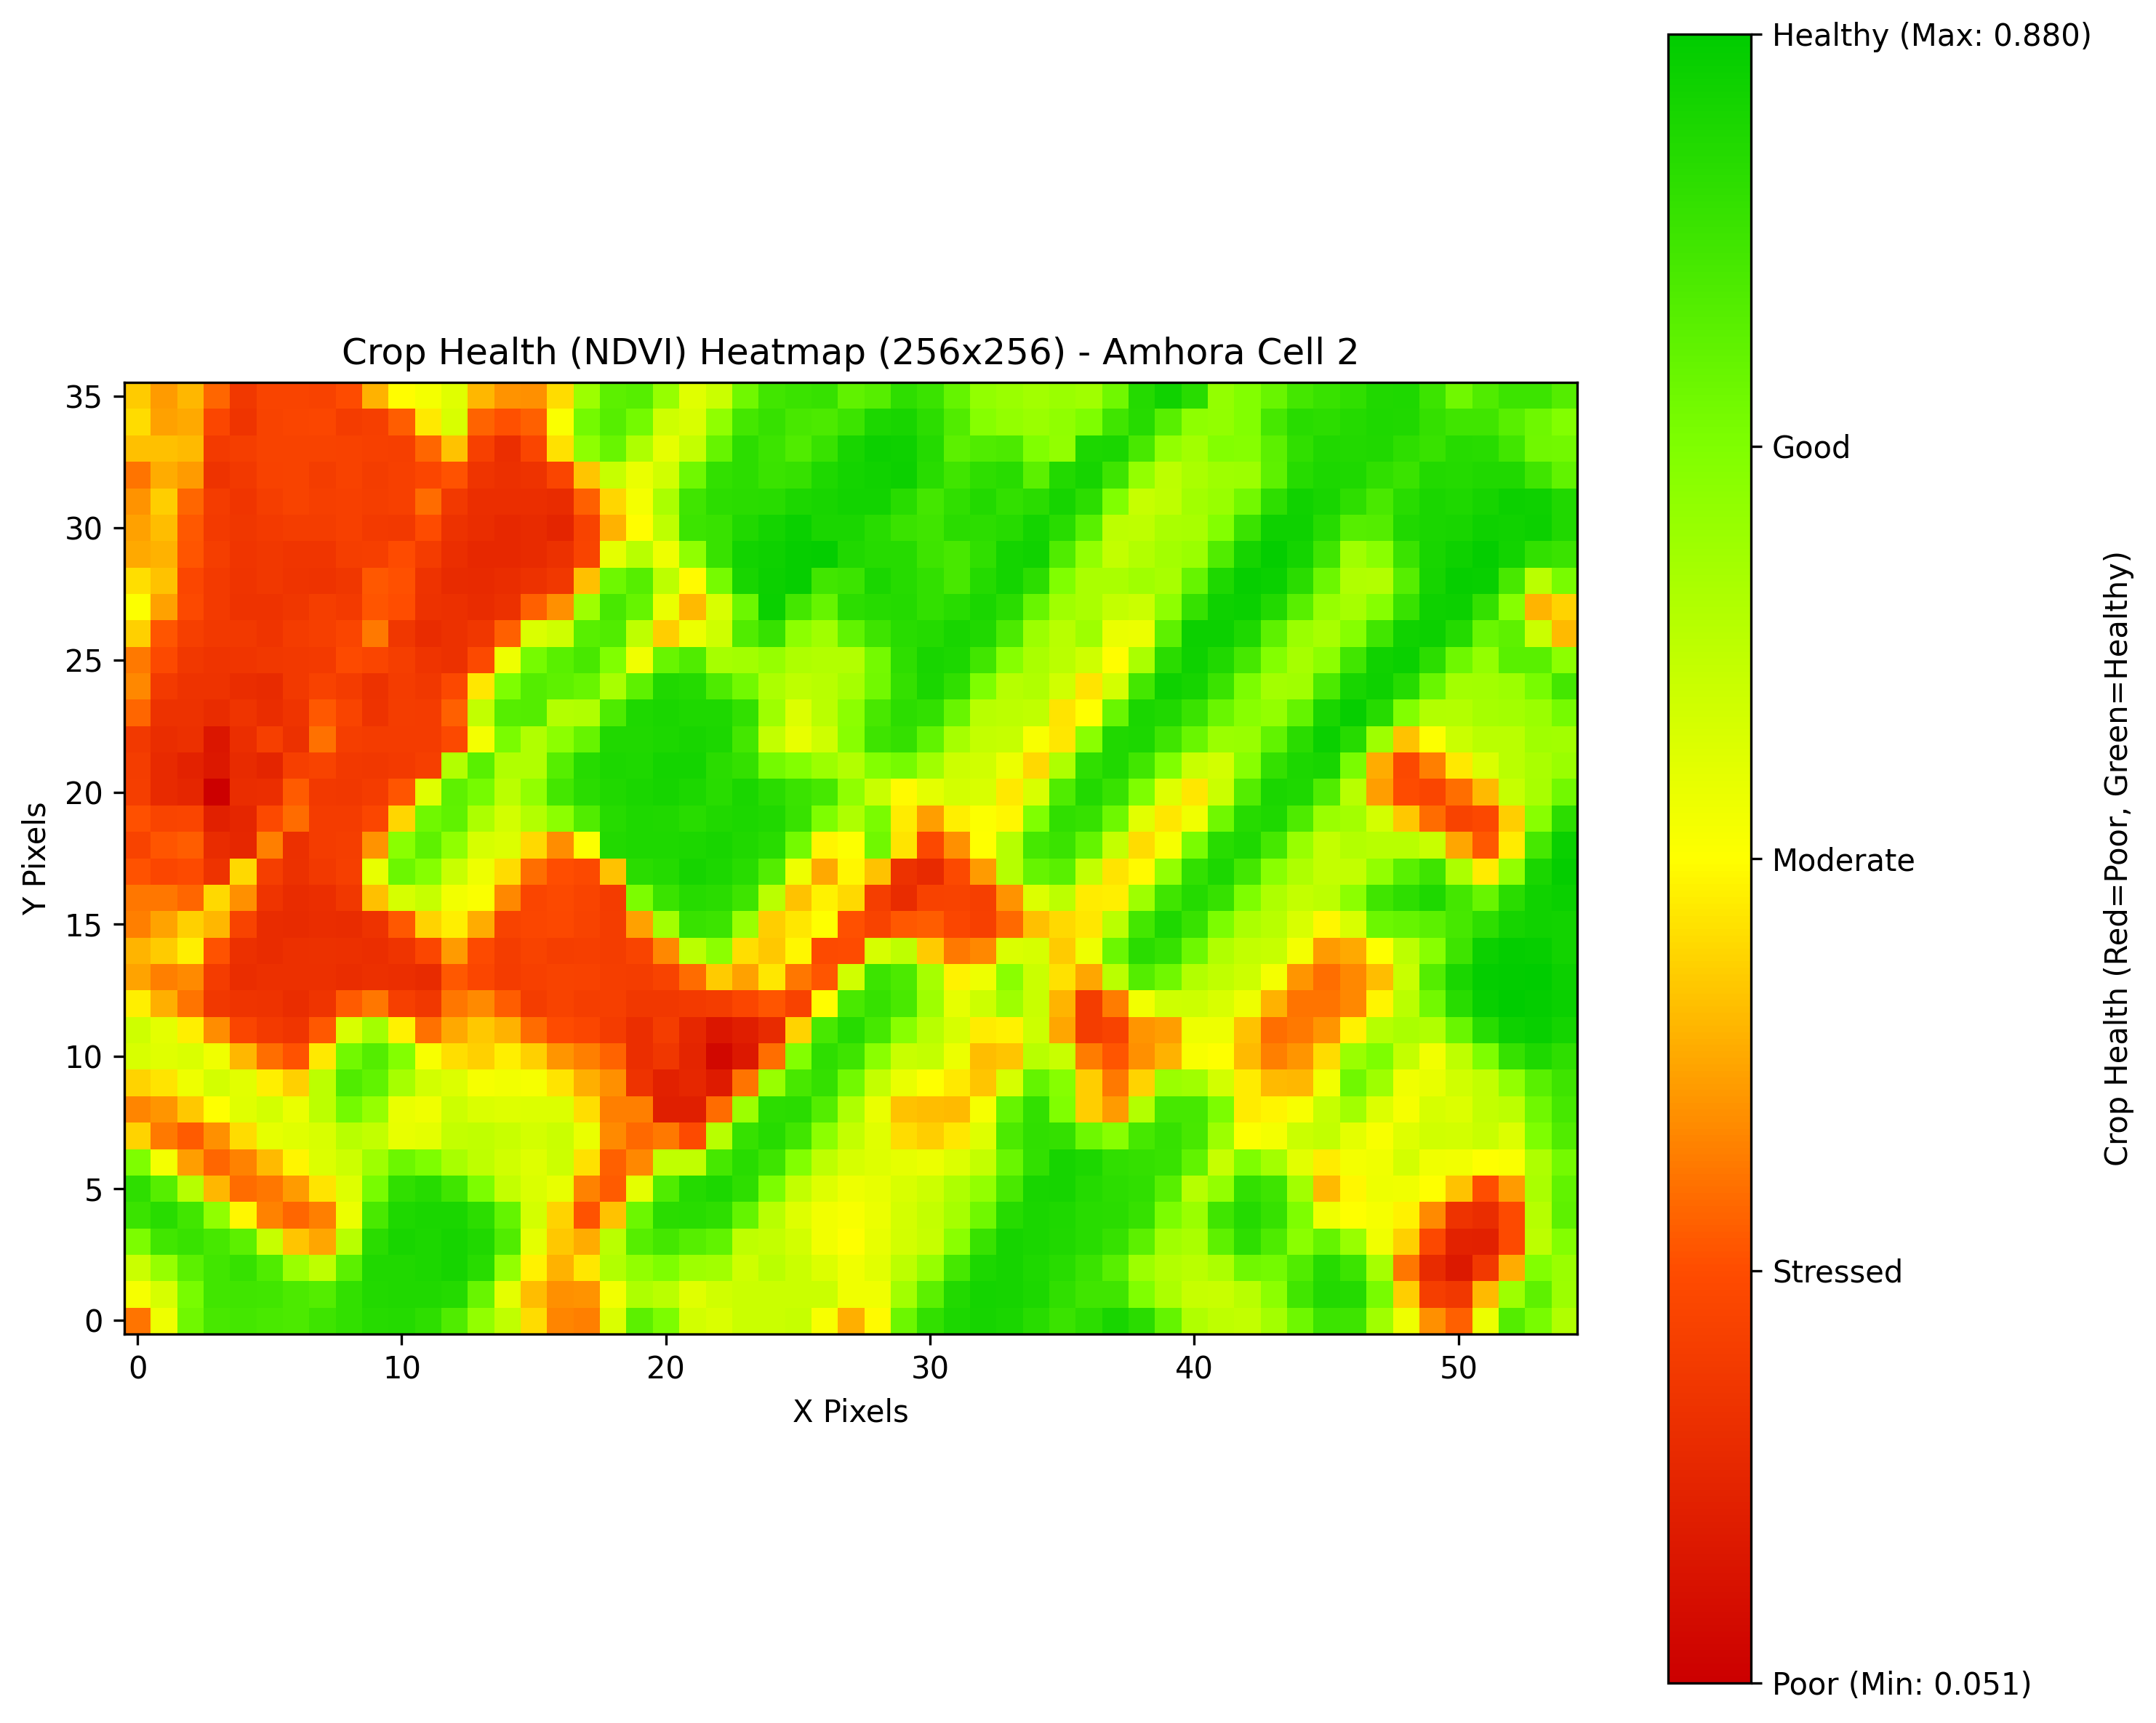 Crop Health (NDVI) Heatmap (256x256) - Amhora Cell 2
35
30
25
20
15
10
5
0
Y Pixels
0 10 20 30 40 50
X Pixels
Healthy (Max: 0.880)
Good
Moderate
Stressed
Poor (Min: 0.051)
Crop Health (Red=Poor, Green=Healthy)